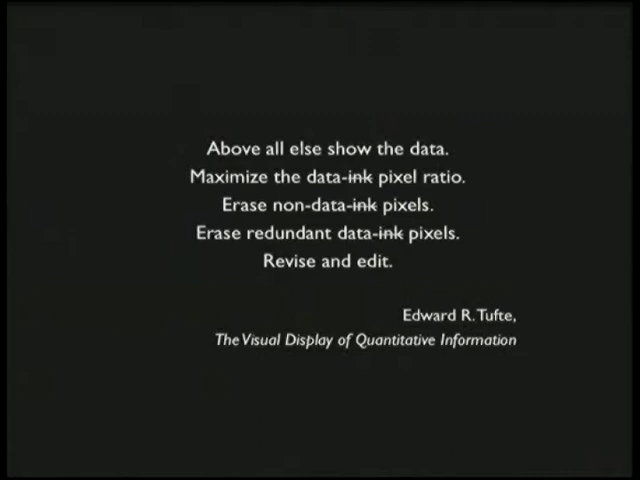 Above all else show the data.
Maximize the data-ink pixel ratio.
Erase non-data-ink pixels.
Erase redundant data-ink pixels.
Revise and edit.
Edward R. Tufte,
The Visual Display of Quantitative Information